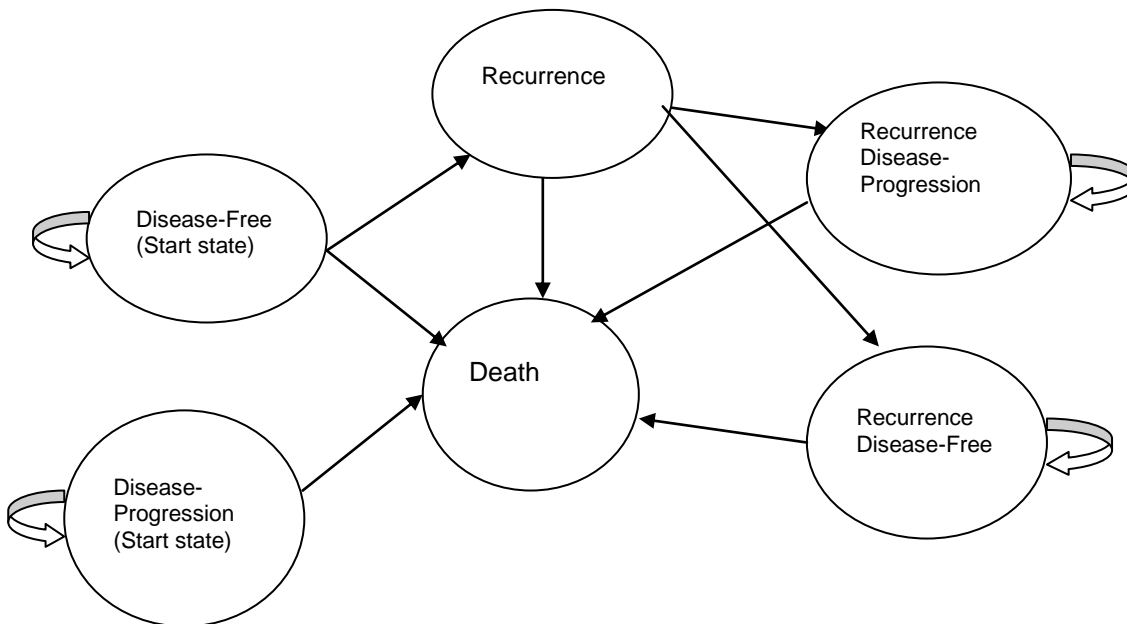 Recurrence
Recurrence
Disease-
Progression
Disease-Free
(Start state)
Death
Recurrence
Disease-Free
Disease-
Progression
(Start state)